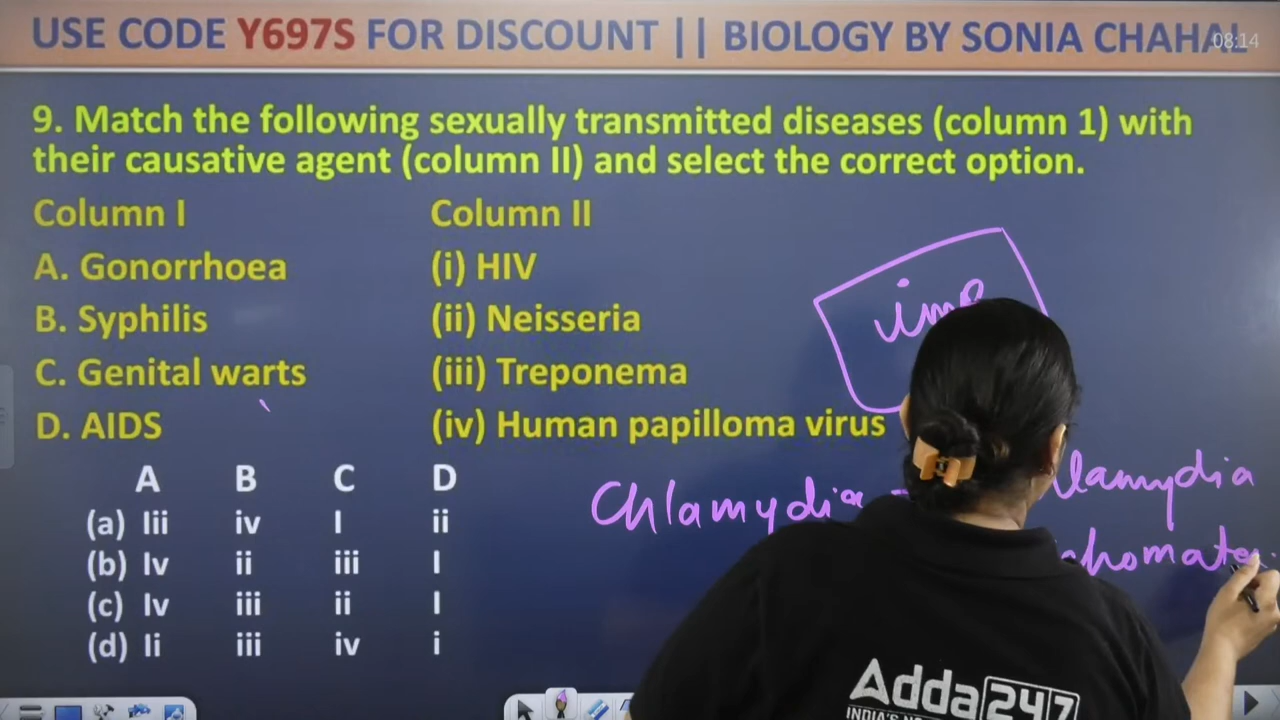 USE CODE Y697S FOR DISCOUNT || BIOLOGY BY SONIA CHAHAL
08:14
9. Match the following sexually transmitted diseases (column 1) with
their causative agent (column II) and select the correct option.
Column I Column II
A. Gonorrhoea (i) HIV
B. Syphilis (ii) Neisseria
C. Genital warts (iii) Treponema
D. AIDS (iv) Human papilloma virus
imp
A B C D
(a) Iii iv I ii
(b) Iv ii iii I
(c) Iv iii ii I
(d) Ii iii iv i
Chlamydia - lamydia
Adda247